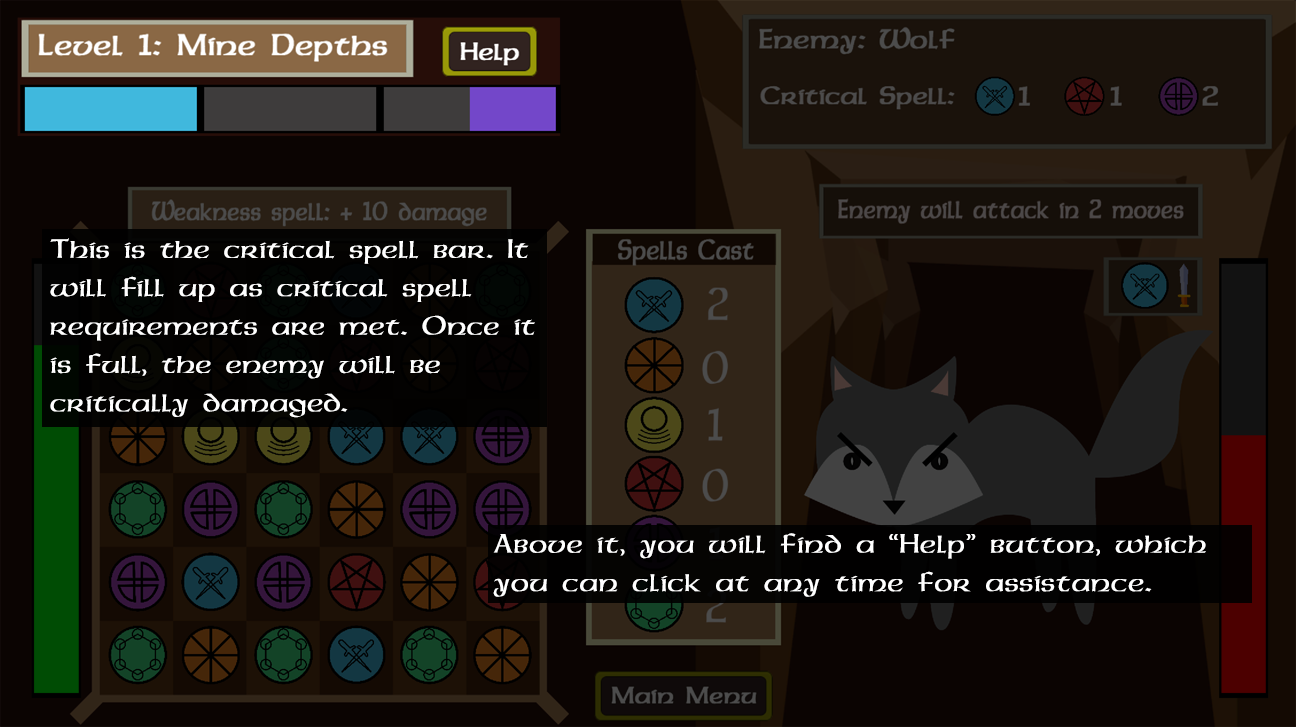 Level 1: Mine Depths
Help
Enemy: Wolf
Critical Spell: 1 1 2
Weakness spell: + 10 damage
Enemy will attack in 2 moves
This is the critical spell bar. It
will fill up as critical spell
requirements are met. Once it
is full, the enemy will be
critically damaged.
Spells Cast
2
0
1
0
Above it, you will find a “Help” button, which
you can click at any time for assistance.
2
Main Menu